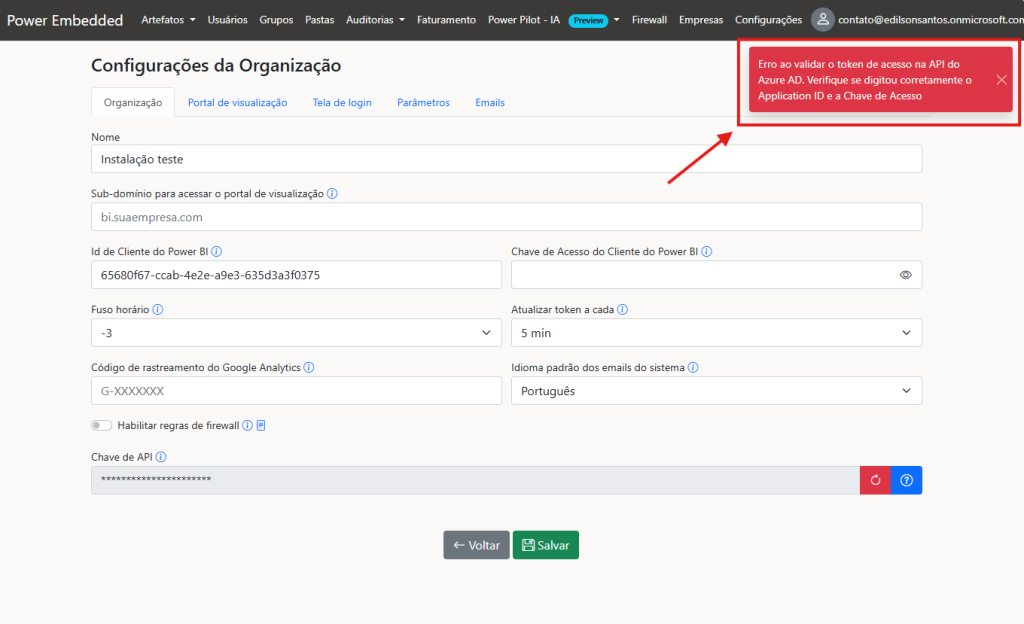 Power Embedded Artefatos Usuários Grupos Pastas Auditorias Faturamento Power Pilot - IA Preview Firewall Empresas Configurações contato@edilsonsantos.onmicrosoft.com
Configurações da Organização
Erro ao validar o token de acesso na API do
Azure AD. Verifique se digitou corretamente o
Application ID e a Chave de Acesso
Organização Portal de visualização Tela de login Parâmetros Emails
Nome
Instalação teste
Sub-domínio para acessar o portal de visualização
bi.suaempresa.com
Id de Cliente do Power BI Chave de Acesso do Cliente do Power BI
65680f67-ccab-4e2e-a9e3-635d3a3f0375
Fuso horário Atualizar token a cada
-3 5 min
Código de rastreamento do Google Analytics Idioma padrão dos emails do sistema
G-XXXXXXX Português
Habilitar regras de firewall
Chave de API
**********************
Voltar Salvar